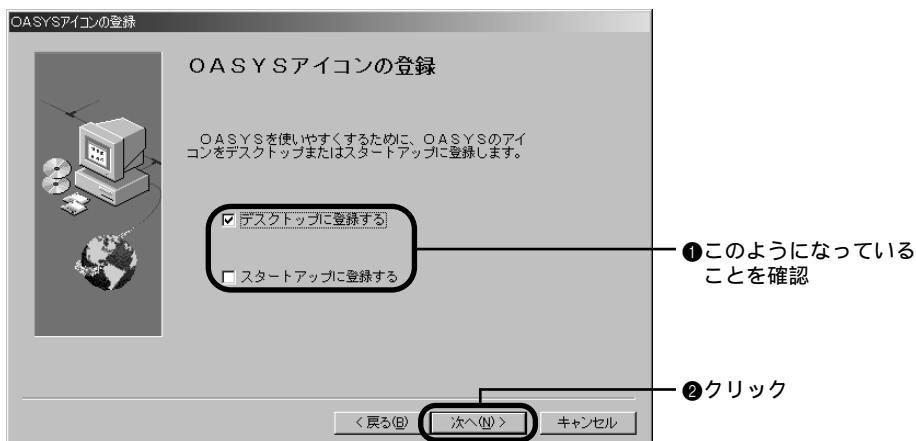 OASYSアイコンの登録
ＯＡＳＹＳアイコンの登録
ＯＡＳＹＳを使いやすくするために、ＯＡＳＹＳのアイ
コンをデスクトップまたはスタートアップに登録します。
デスクトップに登録する
スタートアップに登録する
❶このようになっている
ことを確認
❷クリック
＜戻る(B)
次へ(N)＞
キャンセル